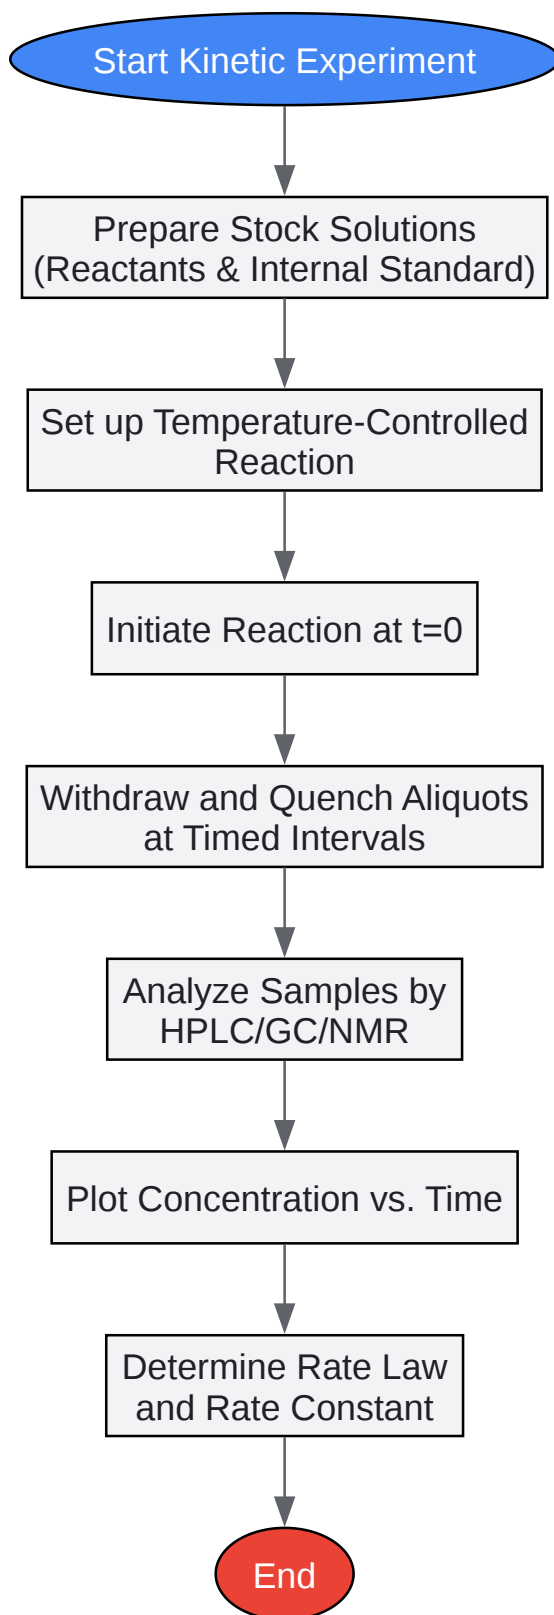 Start Kinetic Experiment
Prepare Stock Solutions
(Reactants & Internal Standard)
Set up Temperature-Controlled
Reaction
Initiate Reaction at t=0
Withdraw and Quench Aliquots
at Timed Intervals
Analyze Samples by
HPLC/GC/NMR
Plot Concentration vs. Time
Determine Rate Law
and Rate Constant
End